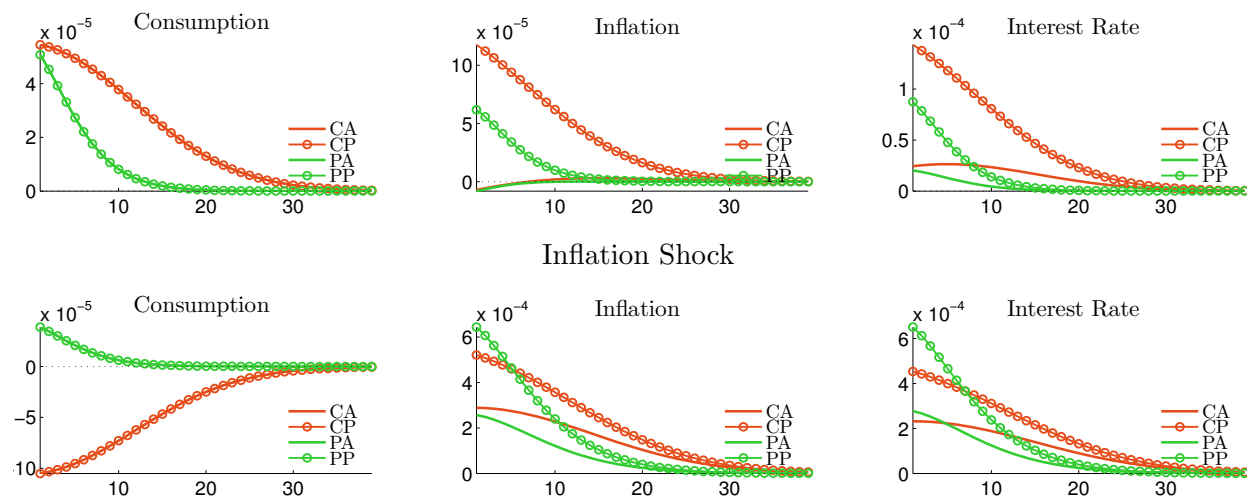 Consumption
x 10⁻⁵
4
2
0
10 20 30
CA
CP
PA
PP
Inflation
x 10⁻⁵
10
5
0
10 20 30
CA
CP
PA
PP
Interest Rate
x 10⁻⁴
1
0.5
0
10 20 30
CA
CP
PA
PP
Inflation Shock
Consumption
x 10⁻⁵
0
−5
10
10 20 30
CA
CP
PA
PP
Inflation
x 10⁻⁴
6
4
2
0
10 20 30
CA
CP
PA
PP
Interest Rate
x 10⁻⁴
6
4
2
0
10 20 30
CA
CP
PA
PP